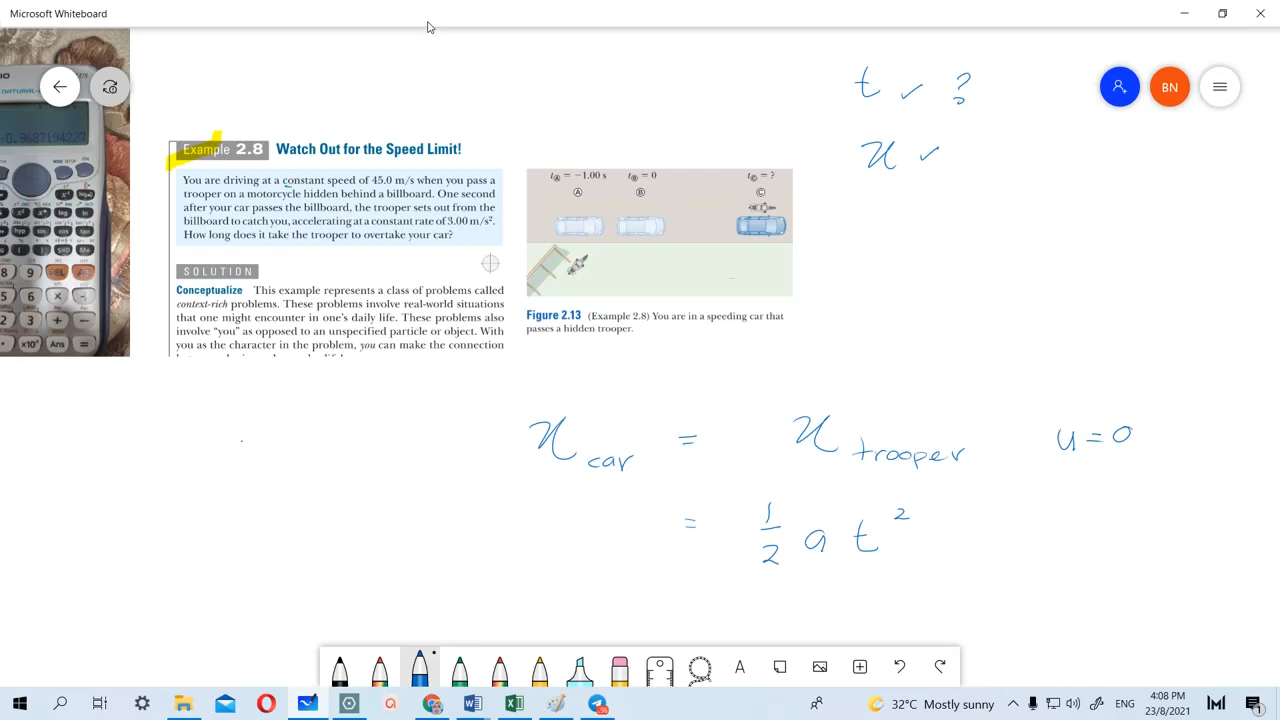 Microsoft Whiteboard
-0.9687194227
t ✓ ?
BN
x ✓
Example 2.8 Watch Out for the Speed Limit!
You are driving at a constant speed of 45.0 m/s when you pass a
trooper on a motorcycle hidden behind a billboard. One second
after your car passes the billboard, the trooper sets out from the
billboard to catch you, accelerating at a constant rate of 3.00 m/s².
How long does it take the trooper to overtake your car?
SOLUTION
Conceptualize This example represents a class of problems called
context-rich problems. These problems involve real-world situations
that one might encounter in one's daily life. These problems also
involve "you" as opposed to an unspecified particle or object. With
you as the character in the problem, you can make the connection
tⒶ = −1.00 s tⒷ = 0 tⒸ = ?
Ⓐ Ⓑ Ⓒ
Figure 2.13 (Example 2.8) You are in a speeding car that
passes a hidden trooper.
x car = x trooper u = 0
= 1/2 a t²
A
32°C Mostly sunny
4:08 PM
23/8/2021
1